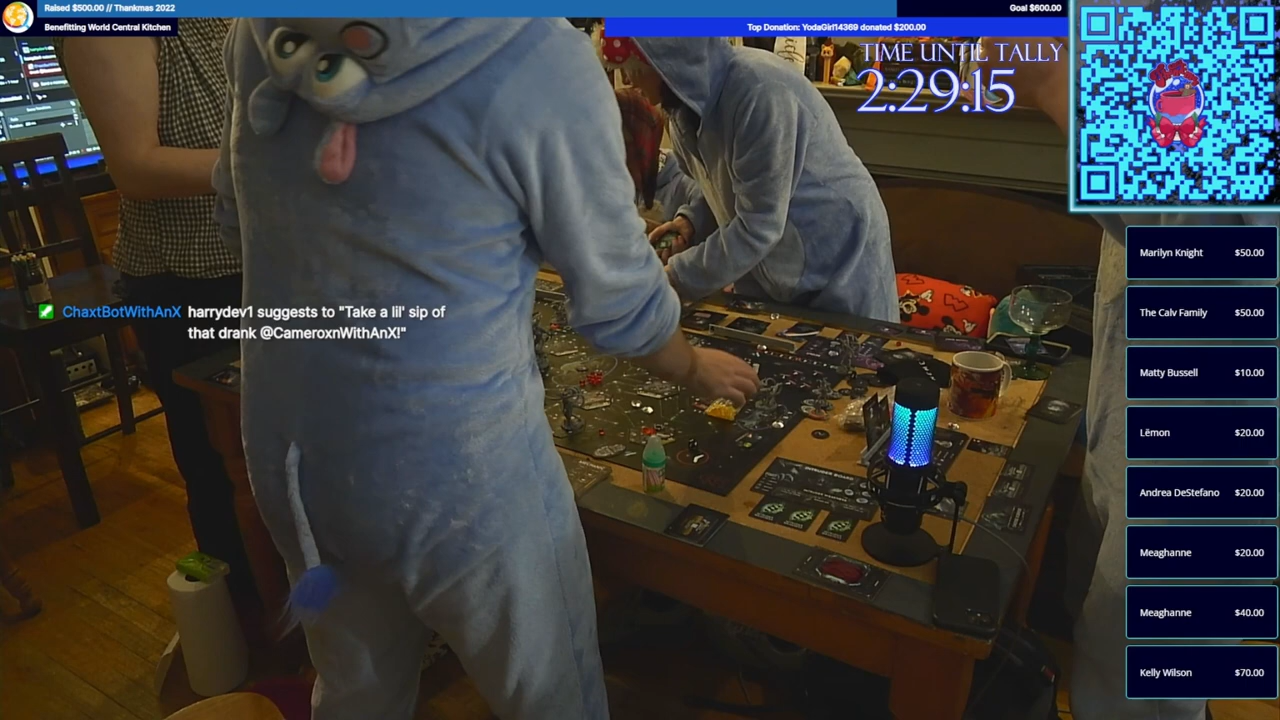 Raised $500.00 // Thankmas 2022
Goal $600.00
Benefitting World Central Kitchen
Top Donation: YodaGirl14369 donated $200.00
TIME UNTIL TALLY
2:29:15
ChaxtBotWithAnX harrydev1 suggests to "Take a lil' sip of
that drank @CameroxnWithAnX!"
Marilyn Knight $50.00
The Calv Family $50.00
Matty Bussell $10.00
Lëmon $20.00
Andrea DeStefano $20.00
Meaghanne $20.00
Meaghanne $40.00
Kelly Wilson $70.00
INTRUDER BOARD